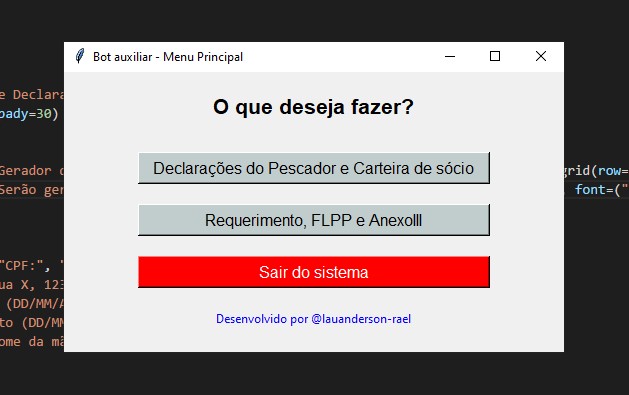 Bot auxiliar - Menu Principal
e Declara
pady=30)
O que deseja fazer?
Gerador
grid(row=
Declarações do Pescador e Carteira de sócio
Serão ger
, font=("
Requerimento, FLPP e AnexoIII
"CPF:", "
Sair do sistema
ua X, 123
(DD/MM/A
to (DD/MM
Desenvolvido por @lauanderson-rael
ome da mã